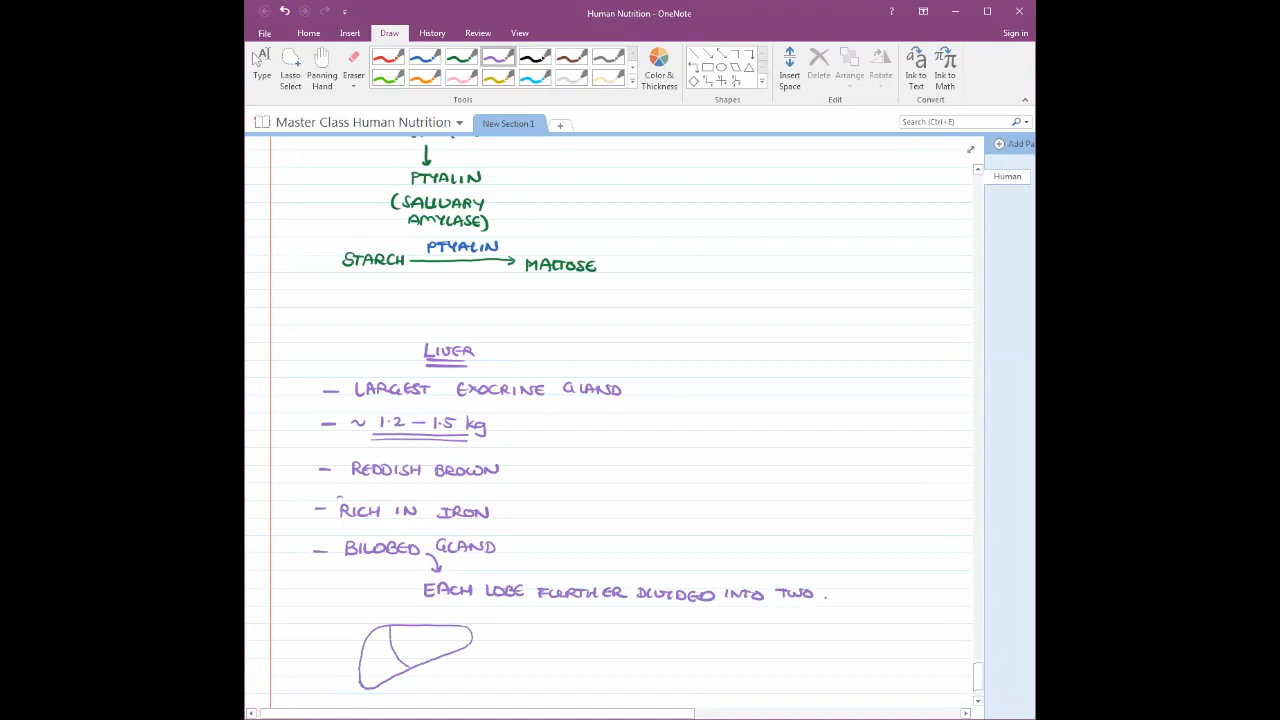 Human Nutrition - OneNote
?
File Home Insert Draw History Review View Sign in
Type
Lasso Select
Panning Hand
Eraser
Color & Thickness
Insert Space
Delete
Arrange
Rotate
Ink to Text
Ink to Math
Tools Shapes Edit Convert
Master Class Human Nutrition New Section 1 Search (Ctrl+E)
Add Pa
Human
PTYALIN
(SALIVARY
AMYLASE)
PTYALIN
STARCH MALTOSE
LIVER
- LARGEST EXOCRINE GLAND
- ~ 1.2 - 1.5 kg
- REDDISH BROWN
- RICH IN IRON
- BILOBED GLAND
EACH LOBE FURTHER DIVIDED INTO TWO.